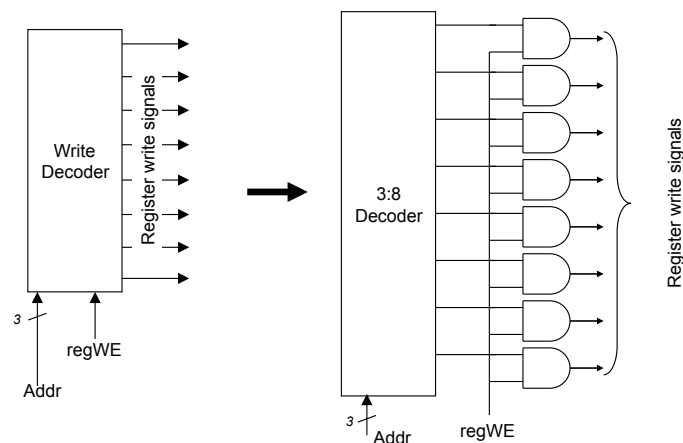 Write
Decoder
Register write signals
3
regWE
Addr
3:8
Decoder
Register write signals
3
Addr
regWE